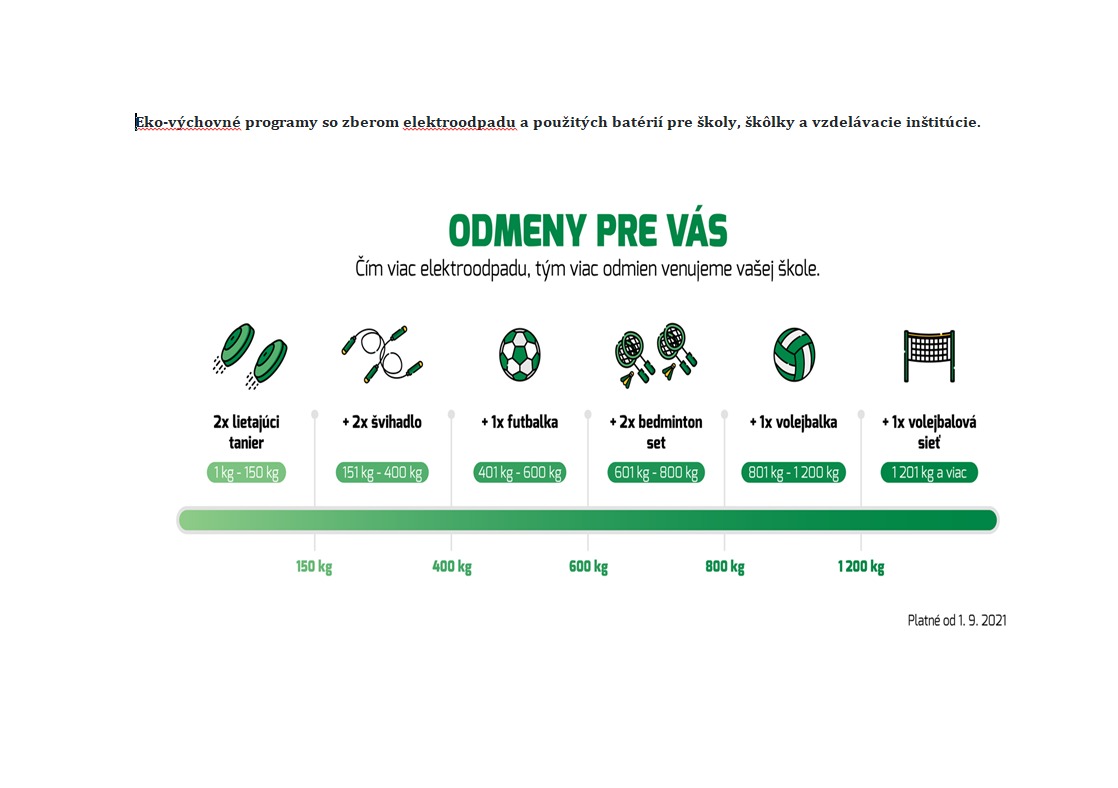 Eko-výchovné programy so zberom elektroodpadu a použitých batérií pre školy, škôlky a vzdelávacie inštitúcie.
ODMENY PRE VÁS
Čím viac elektroodpadu, tým viac odmien venujeme vašej škole.
2x lietajúci
tanier
1 kg - 150 kg
+ 2x švihadlo
151 kg - 400 kg
+ 1x futbalka
401 kg - 600 kg
+ 2x bedminton
set
601 kg - 800 kg
+ 1x volejbalka
801 kg - 1 200 kg
+ 1x volejbalová
sieť
1 201 kg a viac
150 kg
400 kg
600 kg
800 kg
1 200 kg
Platné od 1. 9. 2021